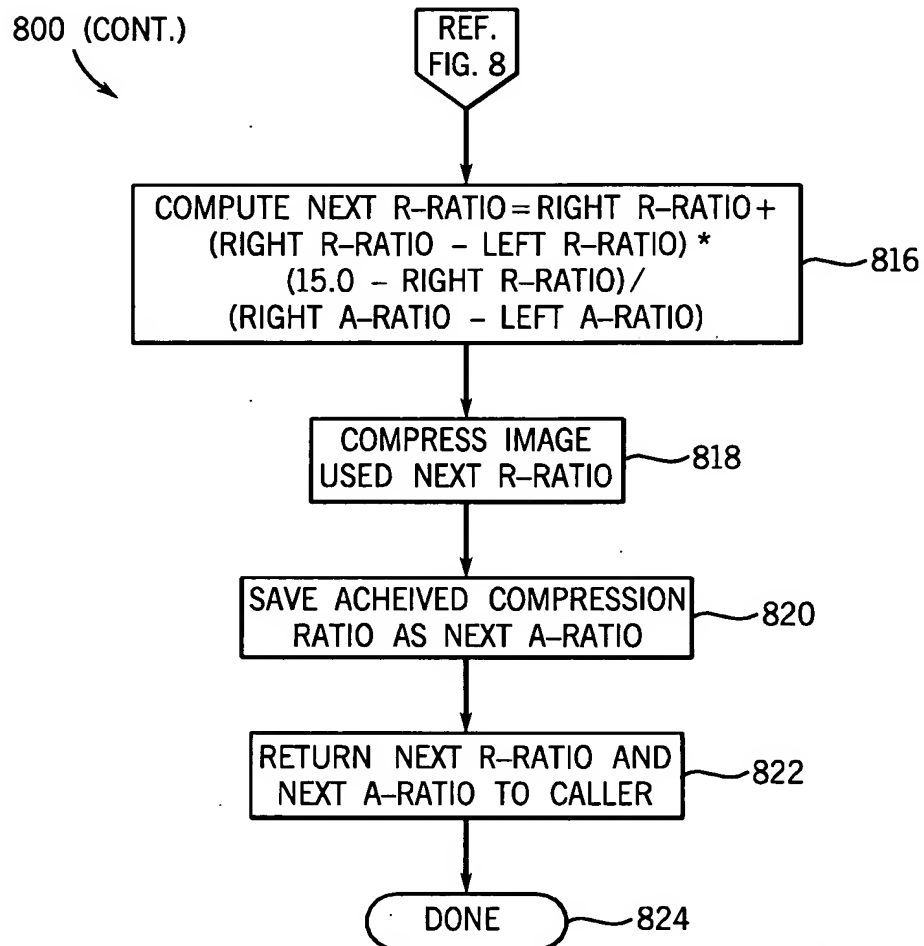 800 (CONT.)
REF.
FIG. 8
COMPUTE NEXT R–RATIO=RIGHT R–RATIO+
(RIGHT R–RATIO - LEFT R–RATIO) *
(15.0 - RIGHT R–RATIO)/
(RIGHT A–RATIO - LEFT A–RATIO)
816
COMPRESS IMAGE
USED NEXT R–RATIO
818
SAVE ACHEIVED COMPRESSION
RATIO AS NEXT A–RATIO
820
RETURN NEXT R–RATIO AND
NEXT A–RATIO TO CALLER
822
DONE
824